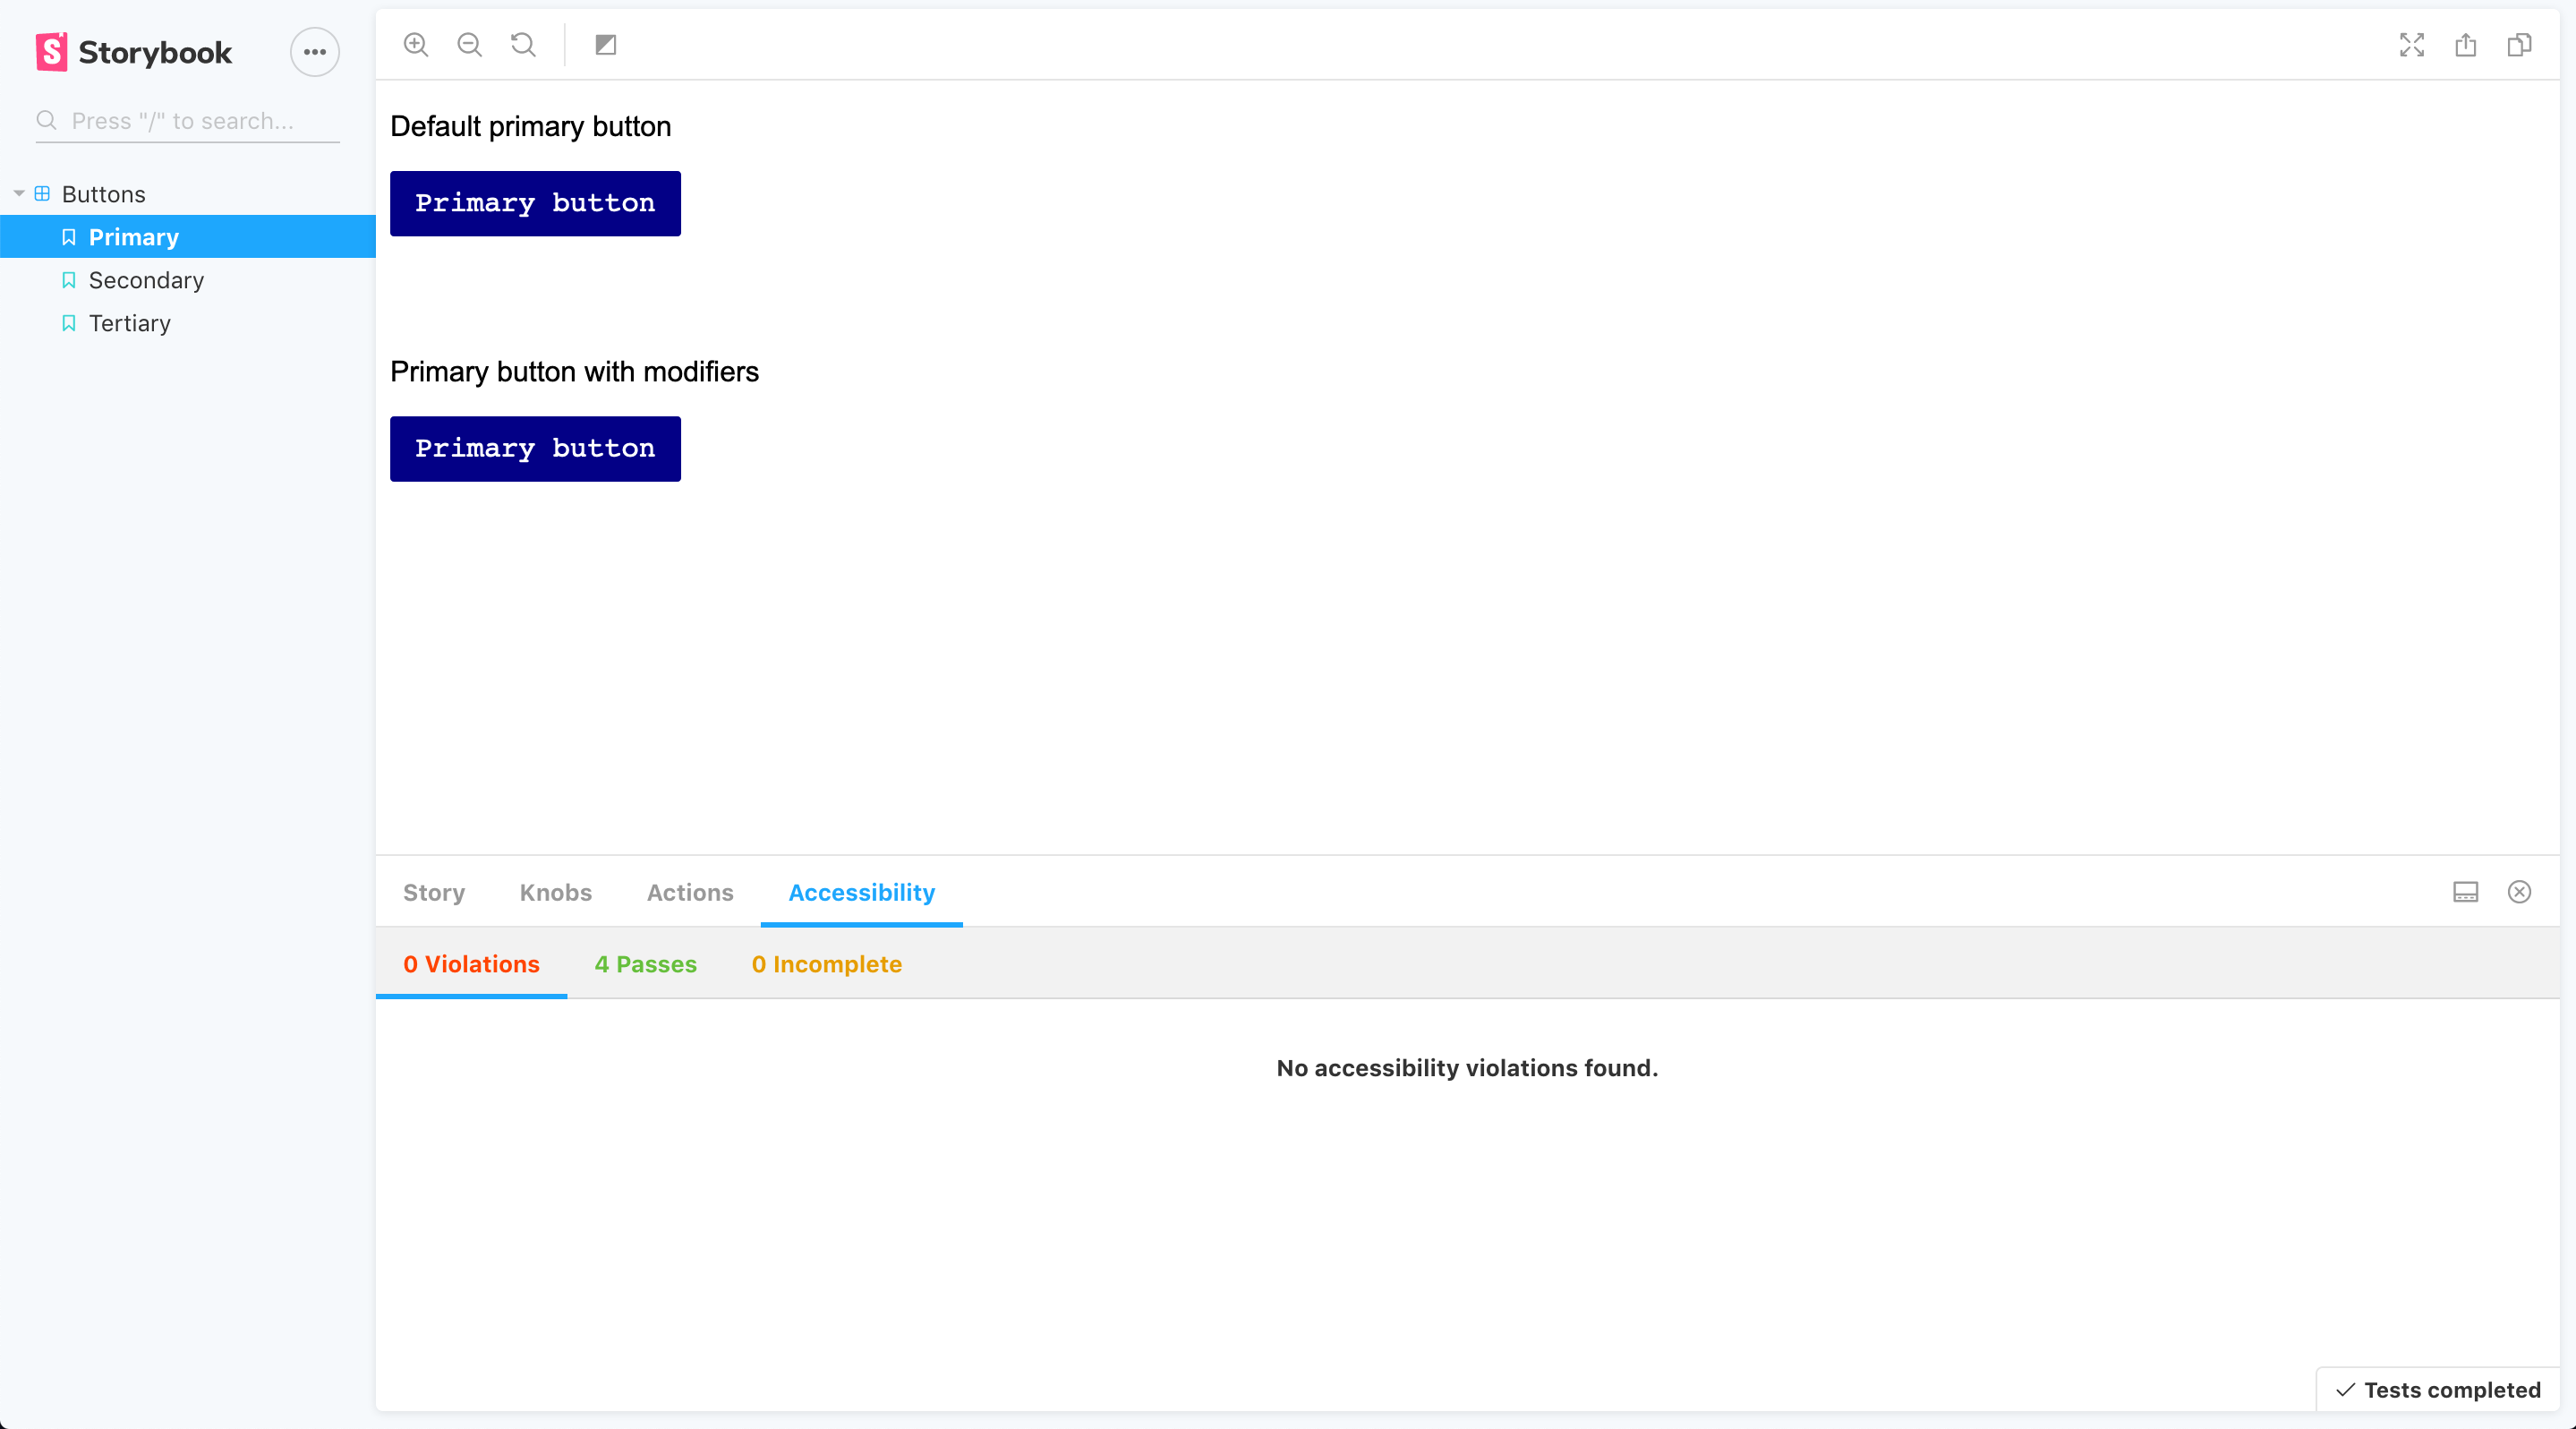 Storybook
Press "/" to search...
Buttons
Primary
Secondary
Tertiary
Default primary button
Primary button
Primary button with modifiers
Primary button
Story Knobs Actions Accessibility
0 Violations 4 Passes 0 Incomplete
No accessibility violations found.
Tests completed